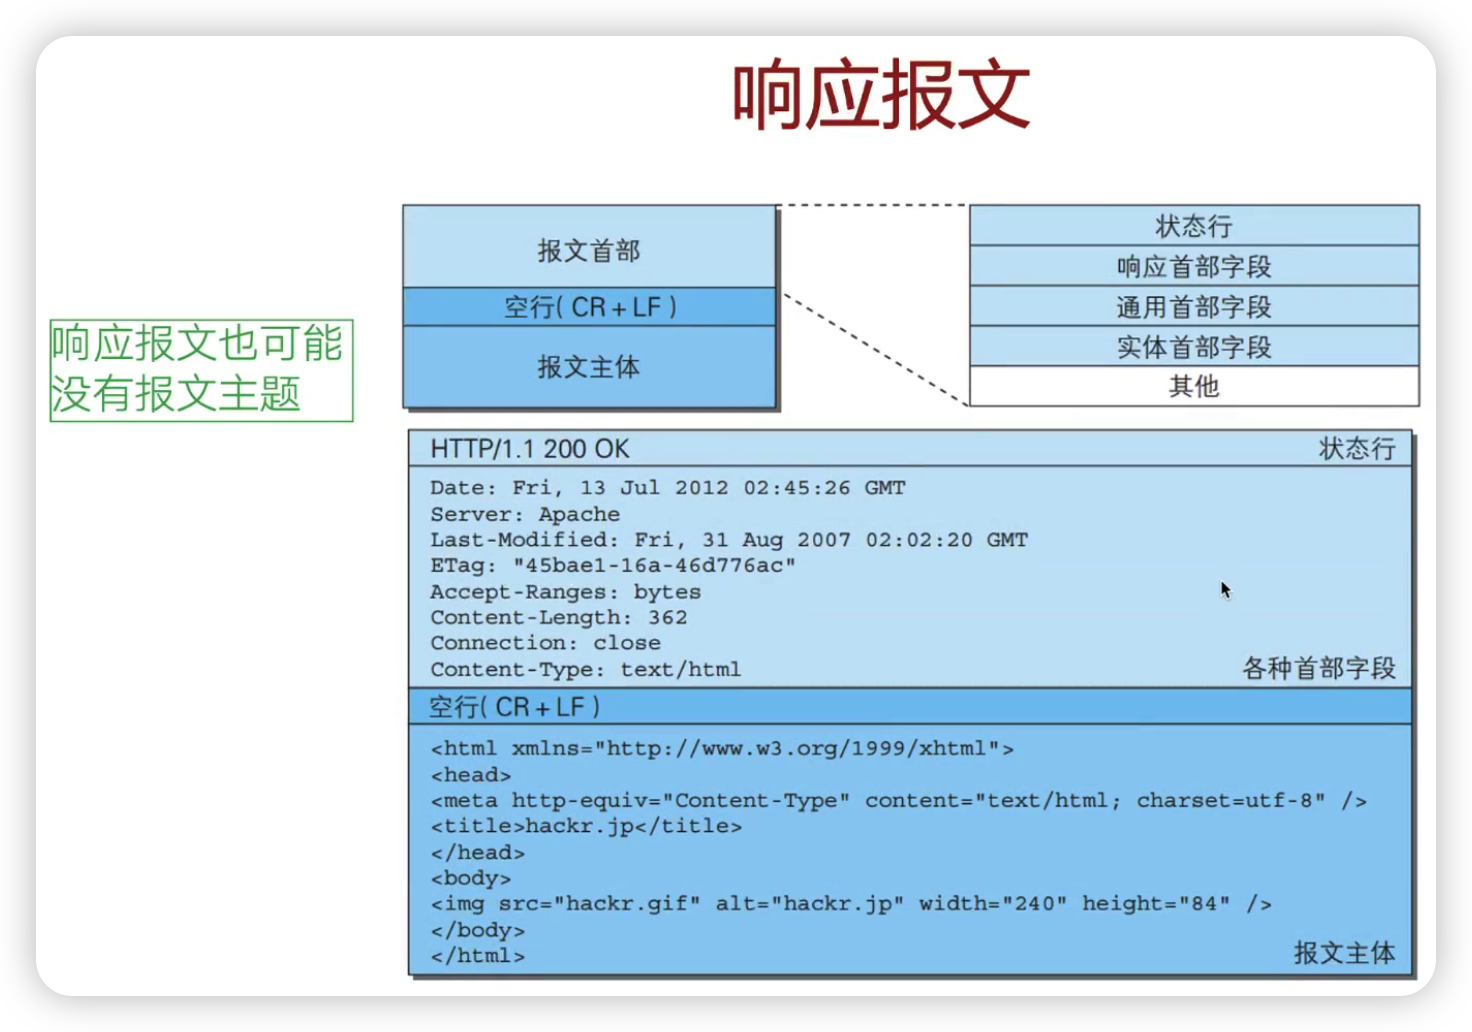 响应报文
报文首部
空行( CR + LF )
报文主体
状态行
响应首部字段
通用首部字段
实体首部字段
其他
响应报文也可能
没有报文主题
HTTP/1.1 200 OK
状态行
Date: Fri, 13 Jul 2012 02:45:26 GMT
Server: Apache
Last-Modified: Fri, 31 Aug 2007 02:02:20 GMT
ETag: "45bae1-16a-46d776ac"
Accept-Ranges: bytes
Content-Length: 362
Connection: close
Content-Type: text/html
各种首部字段
空行( CR + LF )
<html xmlns="http://www.w3.org/1999/xhtml">
<head>
<meta http-equiv="Content-Type" content="text/html; charset=utf-8" />
<title>hackr.jp</title>
</head>
<body>
<img src="hackr.gif" alt="hackr.jp" width="240" height="84" />
</body>
</html>
报文主体